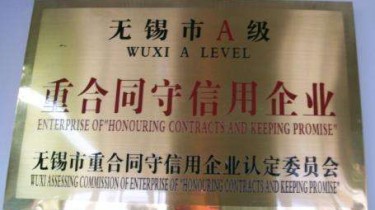 无锡市A级
WUXI A LEVEL
重合同守信用企业
ENTERPRISE OF"HONOURING CONTRACTS AND KEEPING PROMISE"
无锡市重合同守信用企业认定委员会
WUXI ASSESSING COMMISSION OF ENTERPRISE OF "HONOURING CONTRACTS AND KEEPING PROMISE"